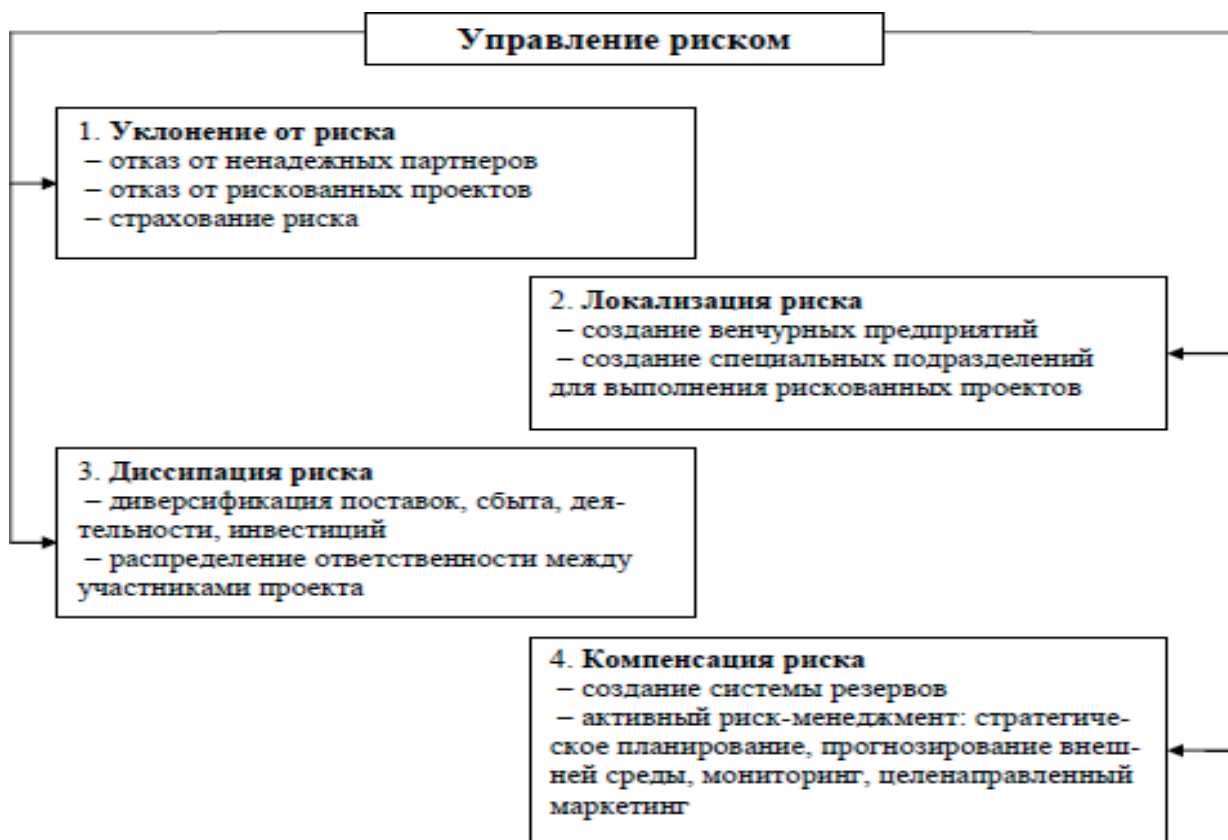 Управление риском
1. Уклонение от риска
– отказ от ненадежных партнеров
– отказ от рискованных проектов
– страхование риска
2. Локализация риска
– создание венчурных предприятий
– создание специальных подразделений
для выполнения рискованных проектов
3. Диссипация риска
– диверсификация поставок, сбыта, дея-
тельности, инвестиций
– распределение ответственности между
участниками проекта
4. Компенсация риска
– создание системы резервов
– активный риск-менеджмент: стратегиче-
ское планирование, прогнозирование внеш-
ней среды, мониторинг, целенаправленный
маркетинг